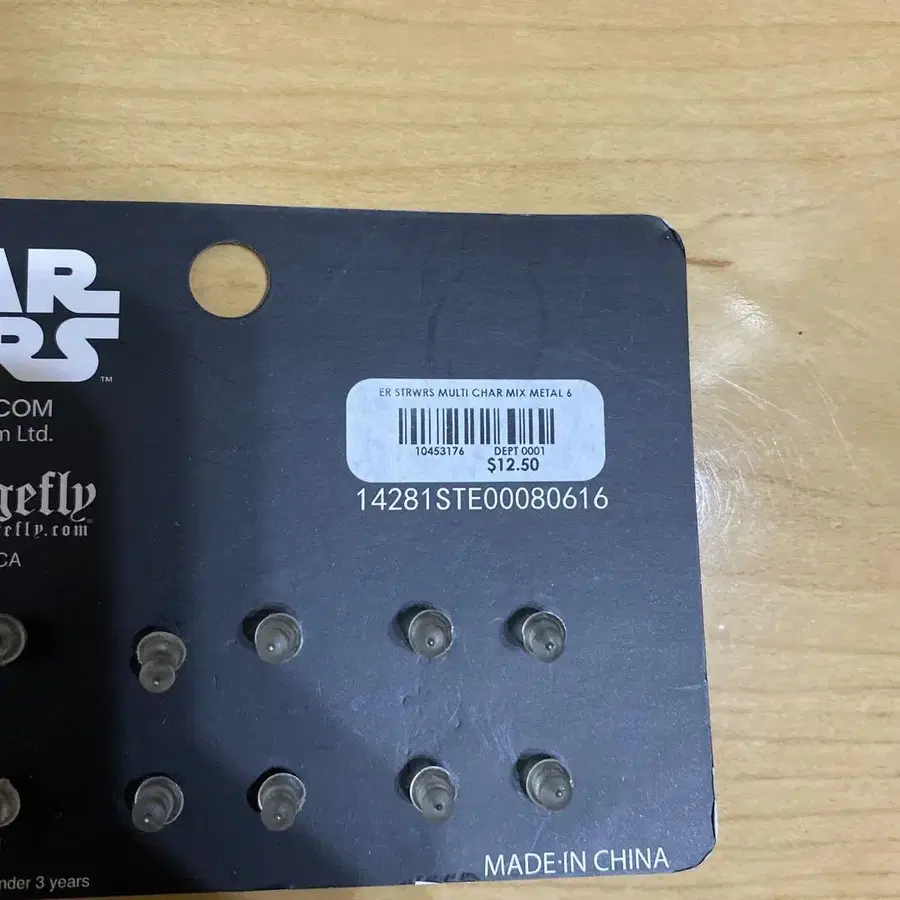 AR
RS
TM
.COM
m Ltd.
gefly
efly.com
CA
ER STRWRS MULTI CHAR MIX METAL 6
10453176 DEPT 0001
$12.50
14281STE00080616
nder 3 years
MADE·IN CHINA